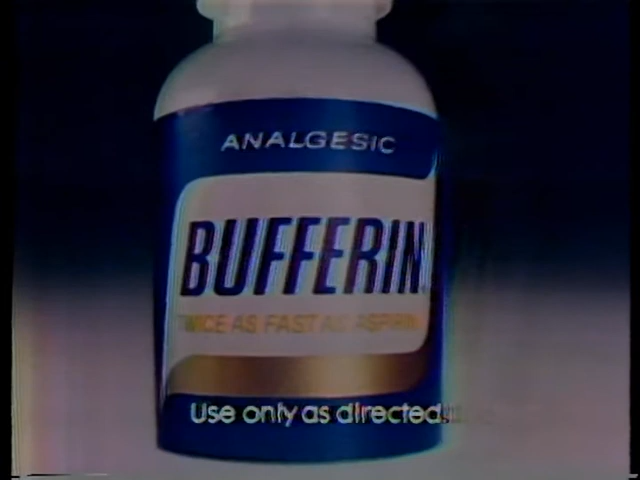 ANALGESIC
BUFFERIN
TWICE AS FAST AS ASPIRIN
Use only as directed.